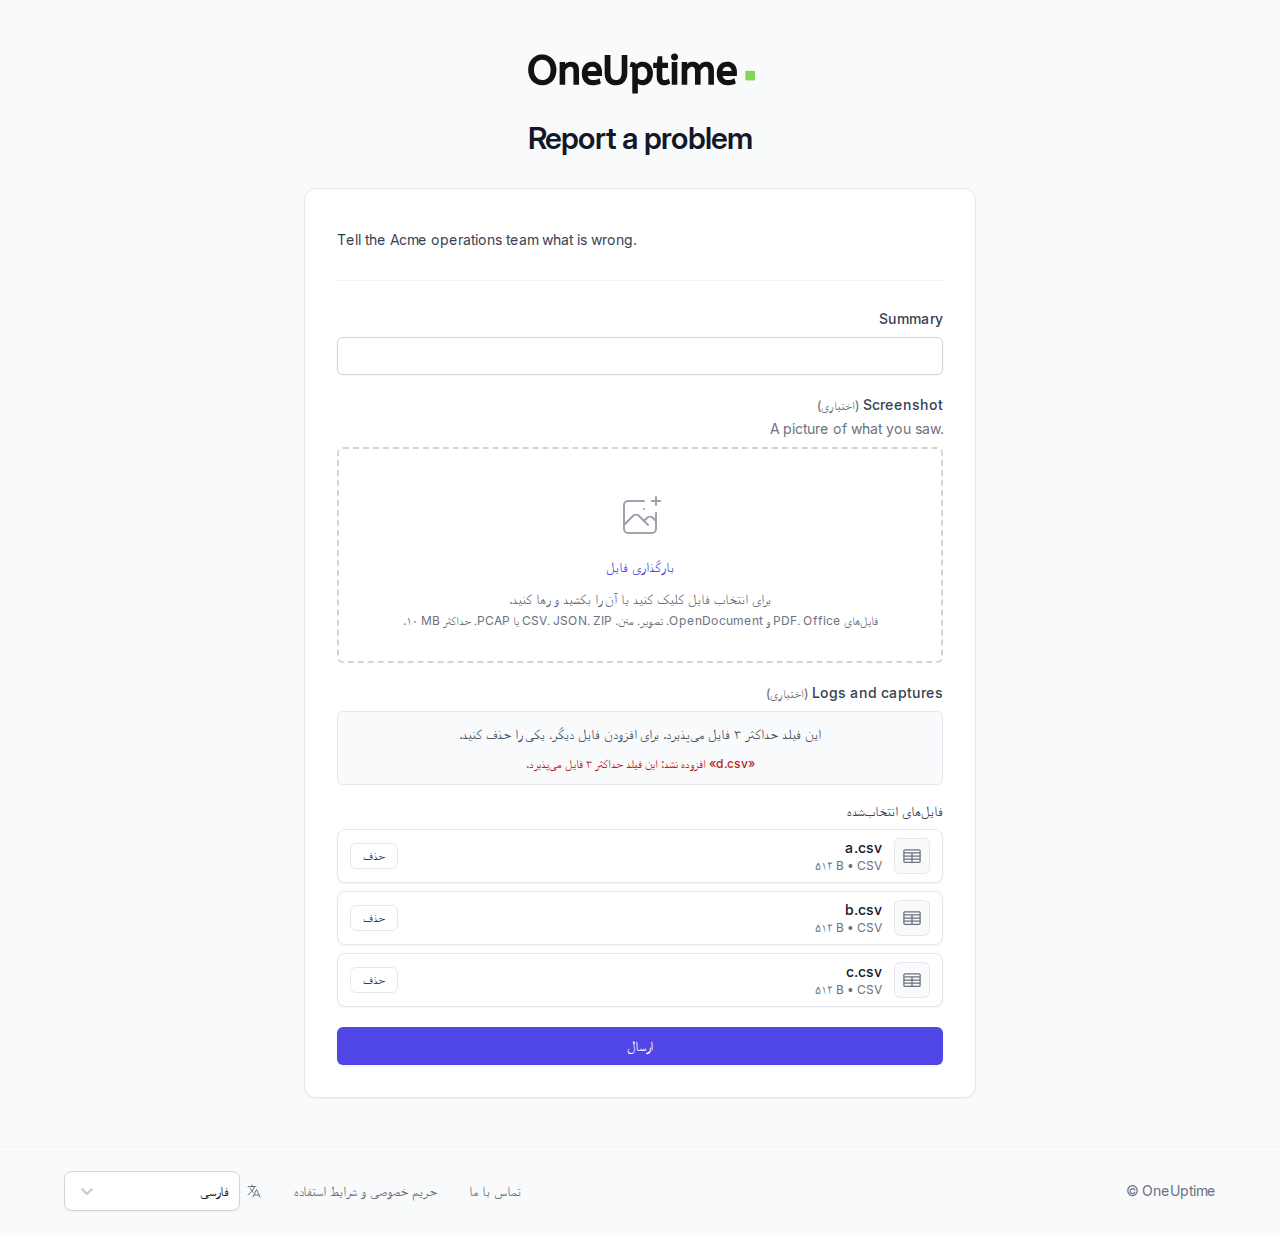 OneUptime
Report a problem
Tell the Acme operations team what is wrong.
Summary
Screenshot (اختیاری)
A picture of what you saw.
بارگذاری فایل
برای انتخاب فایل کلیک کنید یا آن را بکشید و رها کنید.
فایل‌های PDF، Office و OpenDocument، تصویر، متن، CSV، JSON، ZIP یا PCAP. حداکثر ۱۰ MB.
Logs and captures (اختیاری)
این فیلد حداکثر ۳ فایل می‌پذیرد. برای افزودن فایل دیگر، یکی را حذف کنید.
«d.csv» افزوده نشد: این فیلد حداکثر ۳ فایل می‌پذیرد.
فایل‌های انتخاب‌شده
a.csv
CSV • ۵۱۲ B
حذف
b.csv
CSV • ۵۱۲ B
حذف
c.csv
CSV • ۵۱۲ B
حذف
ارسال
© OneUptime
تماس با ما
حریم خصوصی و شرایط استفاده
فارسی